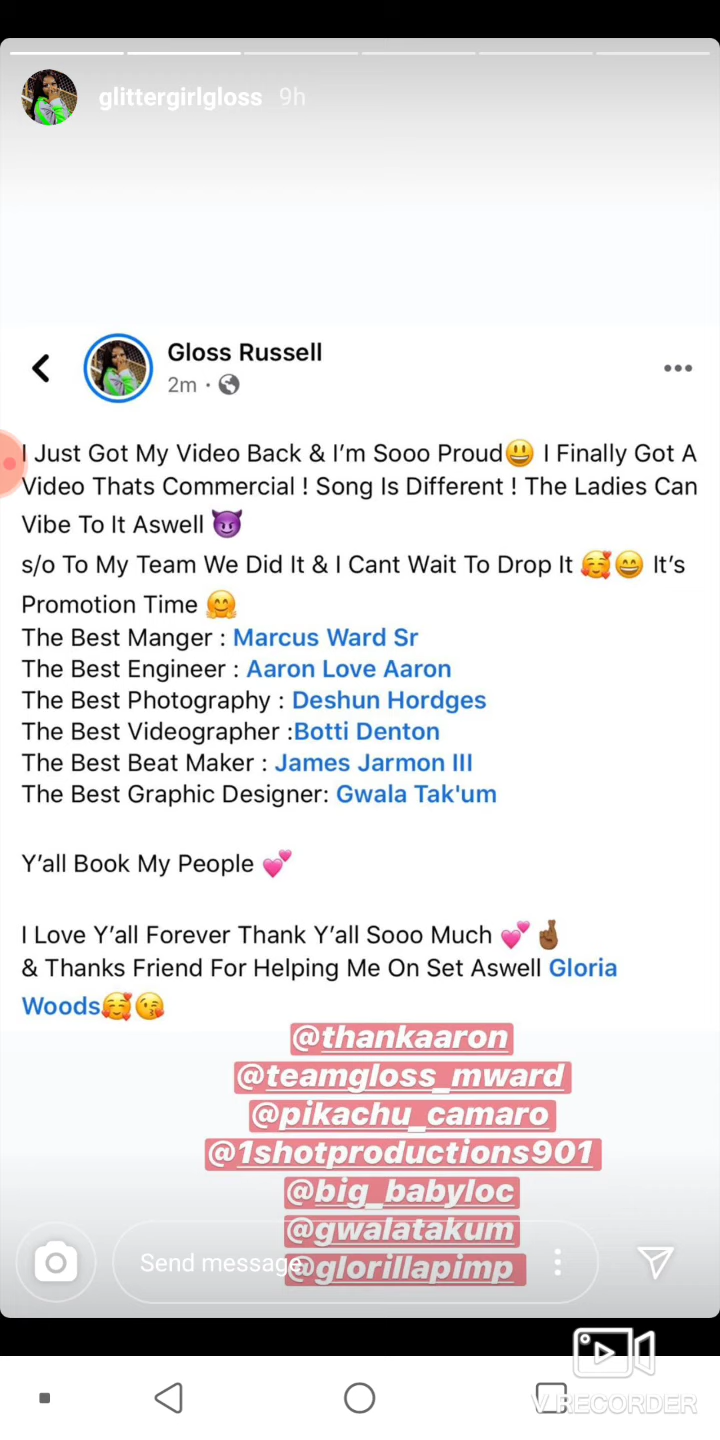 glittergirlgloss 9h
Gloss Russell
2m ·
I Just Got My Video Back & I'm Sooo Proud😃 I Finally Got A
Video Thats Commercial ! Song Is Different ! The Ladies Can
Vibe To It Aswell 😈
s/o To My Team We Did It & I Cant Wait To Drop It 🥰😄 It's
Promotion Time 🤗
The Best Manger : Marcus Ward Sr
The Best Engineer : Aaron Love Aaron
The Best Photography : Deshun Hordges
The Best Videographer :Botti Denton
The Best Beat Maker : James Jarmon III
The Best Graphic Designer: Gwala Tak'um
Y'all Book My People 💕
I Love Y'all Forever Thank Y'all Sooo Much 💕🤞🏾
& Thanks Friend For Helping Me On Set Aswell Gloria
Woods🥰😘
@thankaaron
@teamgloss_mward
@pikachu_camaro
@1shotproductions901
@big_babyloc
@gwalatakum
Send message
@glorillapimp
V RECORDER